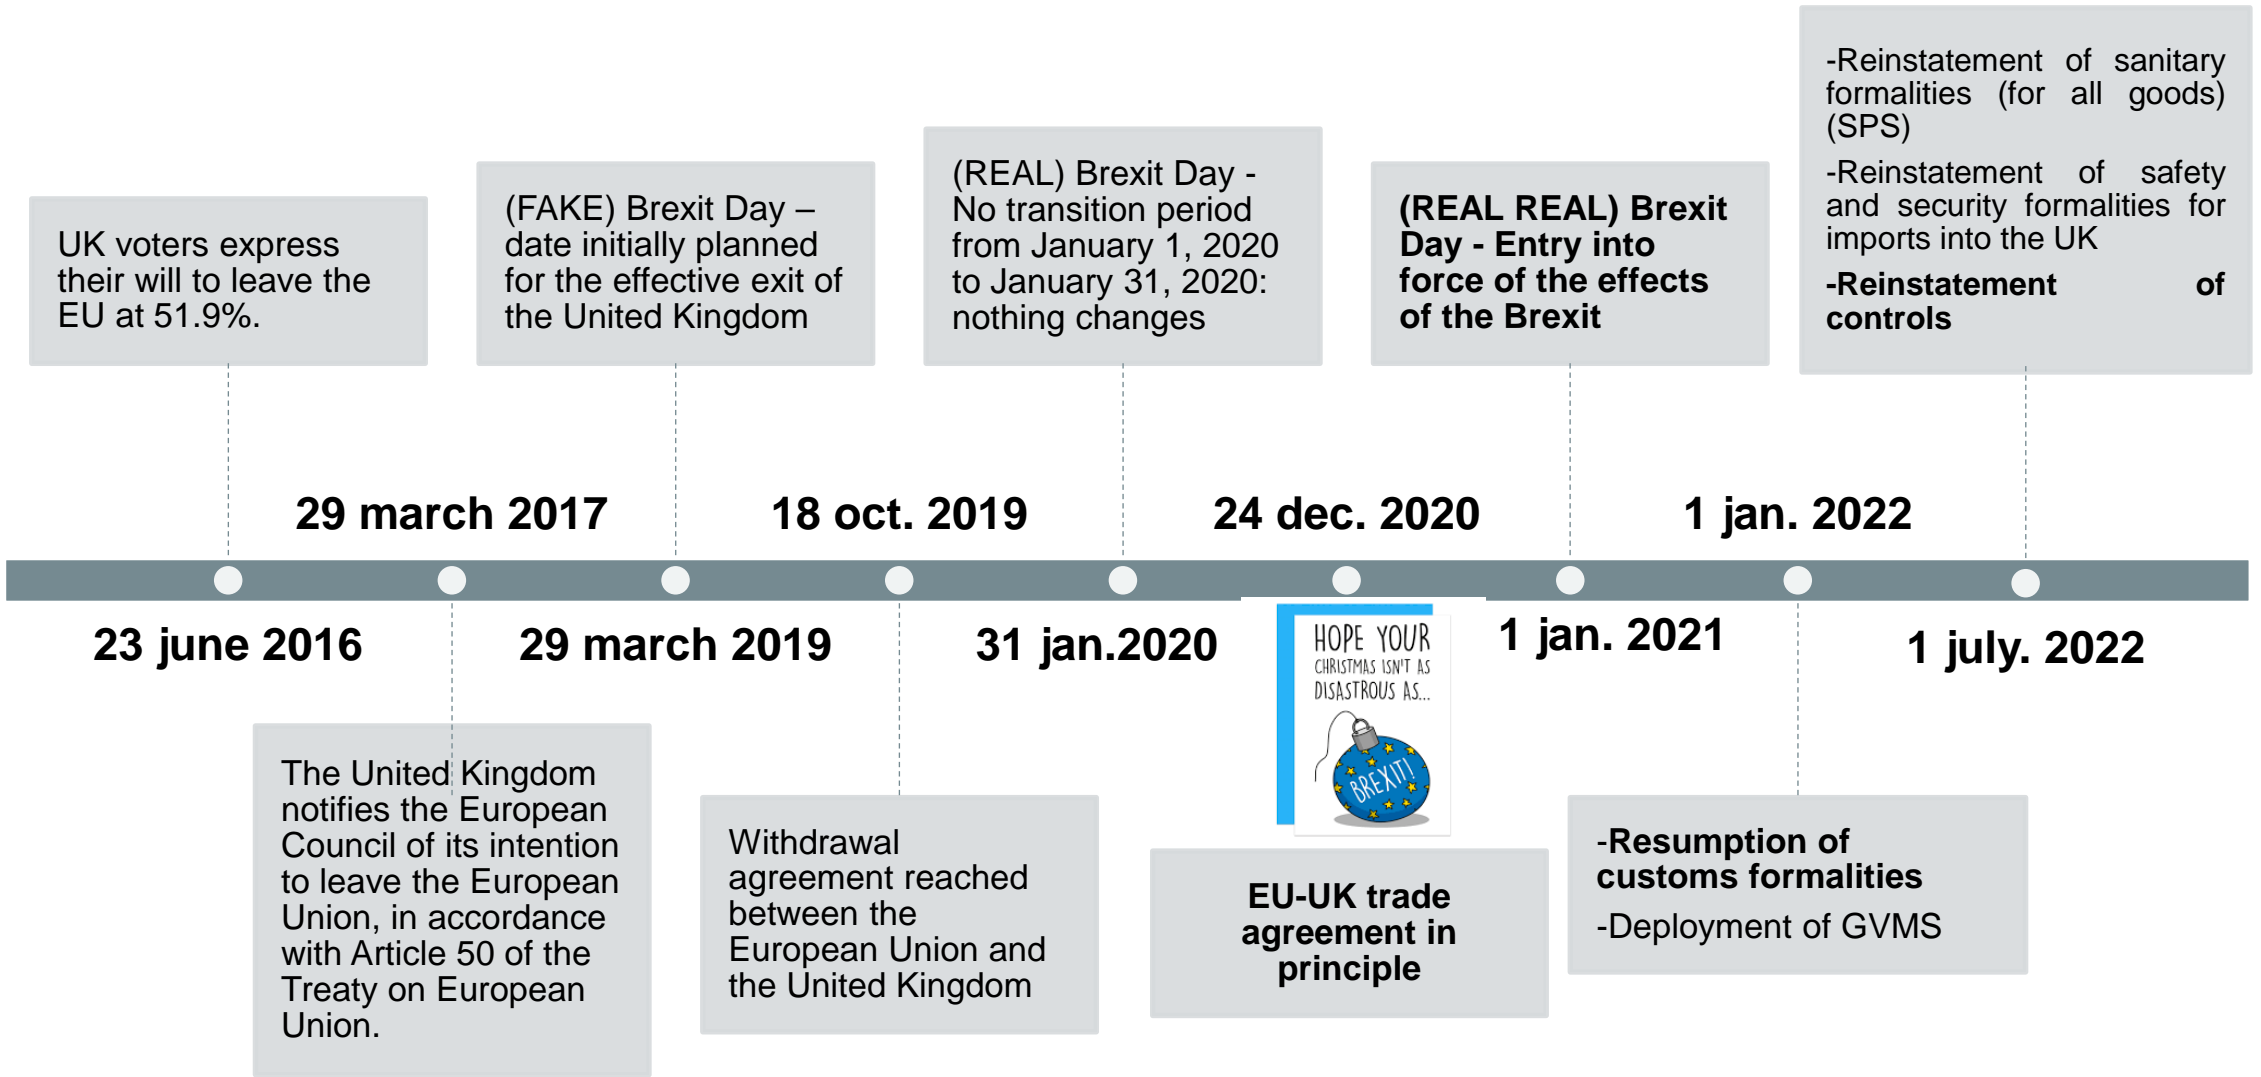 UK voters express
their will to leave the
EU at 51.9%.
(FAKE) Brexit Day –
date initially planned
for the effective exit of
the United Kingdom
(REAL) Brexit Day -
No transition period
from January 1, 2020
to January 31, 2020:
nothing changes
(REAL REAL) Brexit
Day - Entry into
force of the effects
of the Brexit
-Reinstatement of sanitary
formalities (for all goods)
(SPS)
-Reinstatement of safety
and security formalities for
imports into the UK
-Reinstatement of
controls
29 march 2017
18 oct. 2019
24 dec. 2020
1 jan. 2022
23 june 2016
29 march 2019
31 jan.2020
1 jan. 2021
1 july. 2022
HOPE YOUR
CHRISTMAS ISN'T AS
DISASTROUS AS...
BREXIT!
The United Kingdom
notifies the European
Council of its intention
to leave the European
Union, in accordance
with Article 50 of the
Treaty on European
Union.
Withdrawal
agreement reached
between the
European Union and
the United Kingdom
EU-UK trade
agreement in
principle
-Resumption of
customs formalities
-Deployment of GVMS